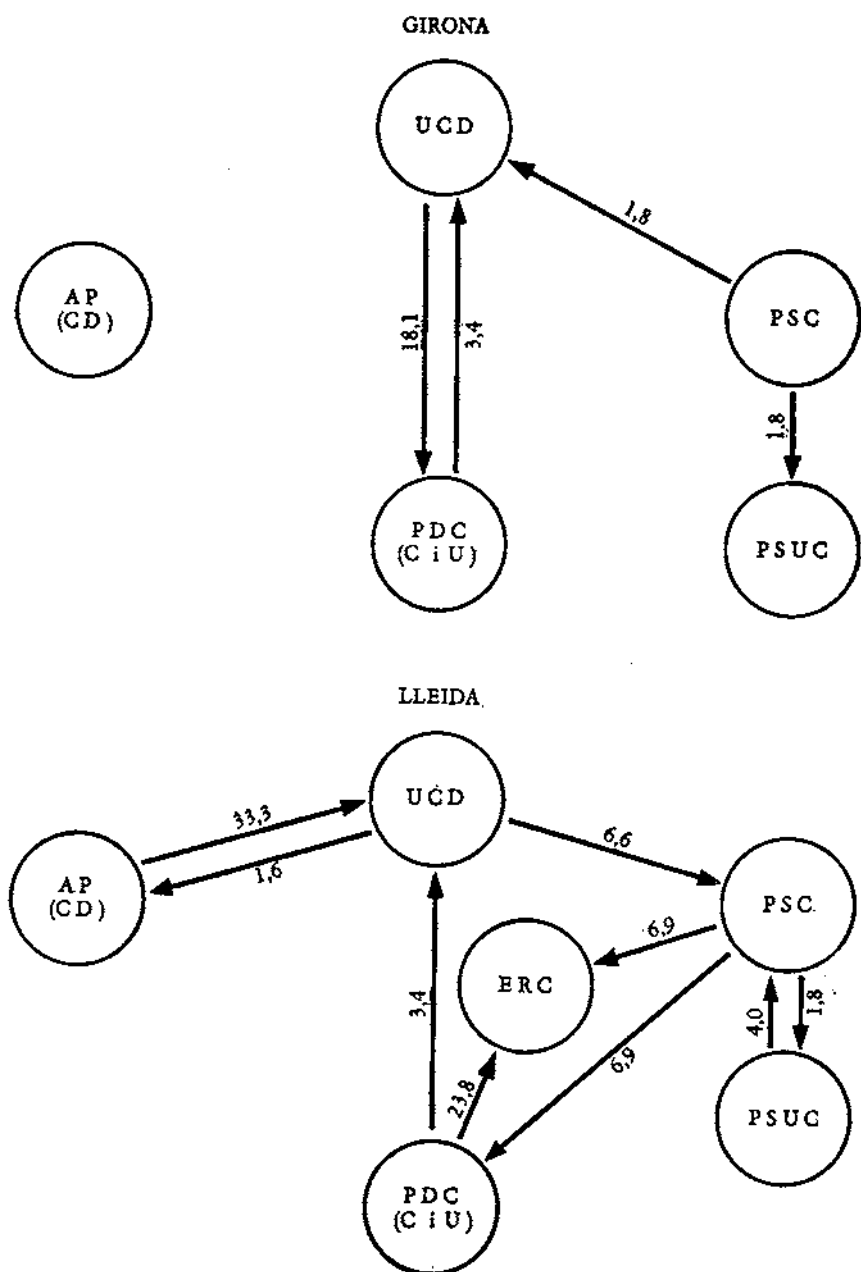 GIRONA
UCD
1,8
AP
(CD)
PSC
18,1
3,4
1,8
PDC
(C i U)
PSUC
LLEIDA
UCD
33,3
6,6
1,6
AP
(CD)
PSC
6,9
ERC
3,4
4,0
1,8
6,9
23,8
PSUC
PDC
(C i U)